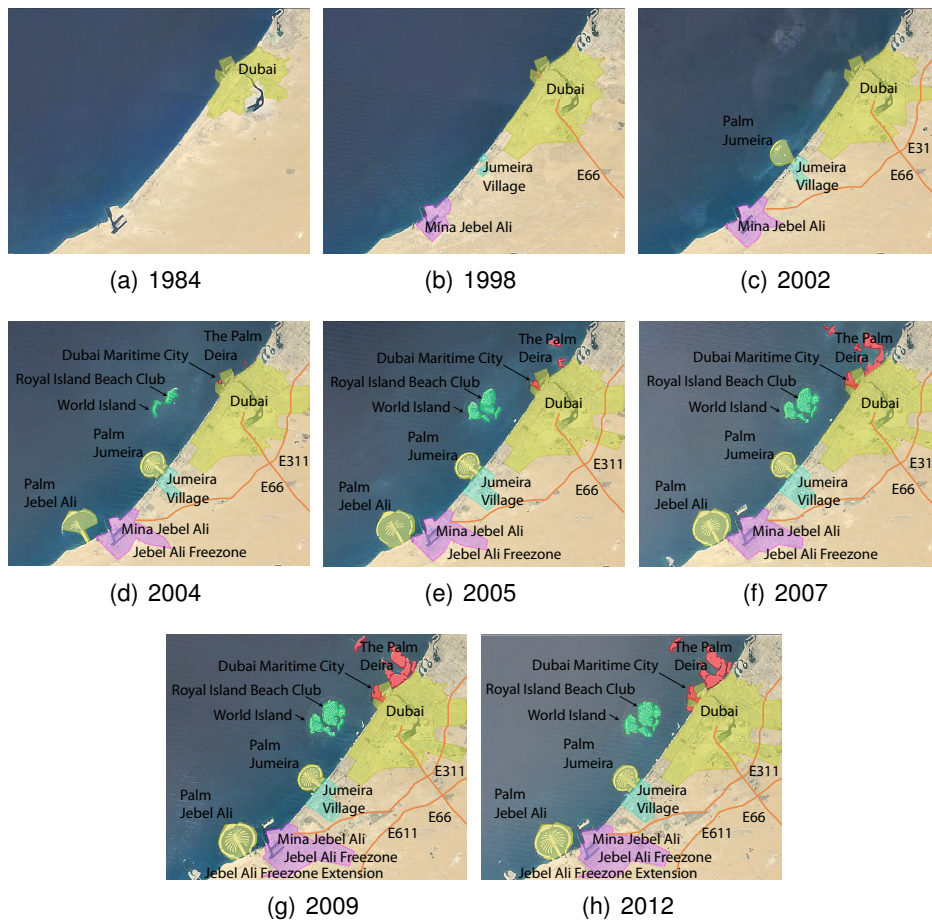 Dubai
(a) 1984
Dubai
Jumeira
Village
E66
Mina Jebel Ali
(b) 1998
Dubai
Palm
Jumeira
E31
Jumeira
Village
E66
Mina Jebel Ali
(c) 2002
The Palm
Deira
Dubai Maritime City
Royal Island Beach Club
World Island
Dubai
Palm
Jumeira
E311
Palm
Jebel Ali
Jumeira
Village
E66
Mina Jebel Ali
Jebel Ali Freezone
(d) 2004
The Palm
Deira
Dubai Maritime City
Royal Island Beach Club
World Island
Dubai
Palm
Jumeira
E311
Palm
Jebel Ali
Jumeira
Village
E66
Mina Jebel Ali
Jebel Ali Freezone
(e) 2005
The Palm
Deira
Dubai Maritime City
Royal Island Beach Club
World Island
Dubai
Palm
Jumeira
E311
Palm
Jebel Ali
Jumeira
Village
E66
Mina Jebel Ali
Jebel Ali Freezone
(f) 2007
The Palm
Deira
Dubai Maritime City
Royal Island Beach Club
World Island
Dubai
Palm
Jumeira
E311
Palm
Jebel Ali
Jumeira
Village
E66
E611
Mina Jebel Ali
Jebel Ali Freezone
Jebel Ali Freezone Extension
(g) 2009
The Palm
Deira
Dubai Maritime City
Royal Island Beach Club
World Island
Dubai
Palm
Jumeira
E311
Palm
Jebel Ali
Jumeira
Village
E66
E611
Mina Jebel Ali
Jebel Ali Freezone
Jebel Ali Freezone Extension
(h) 2012